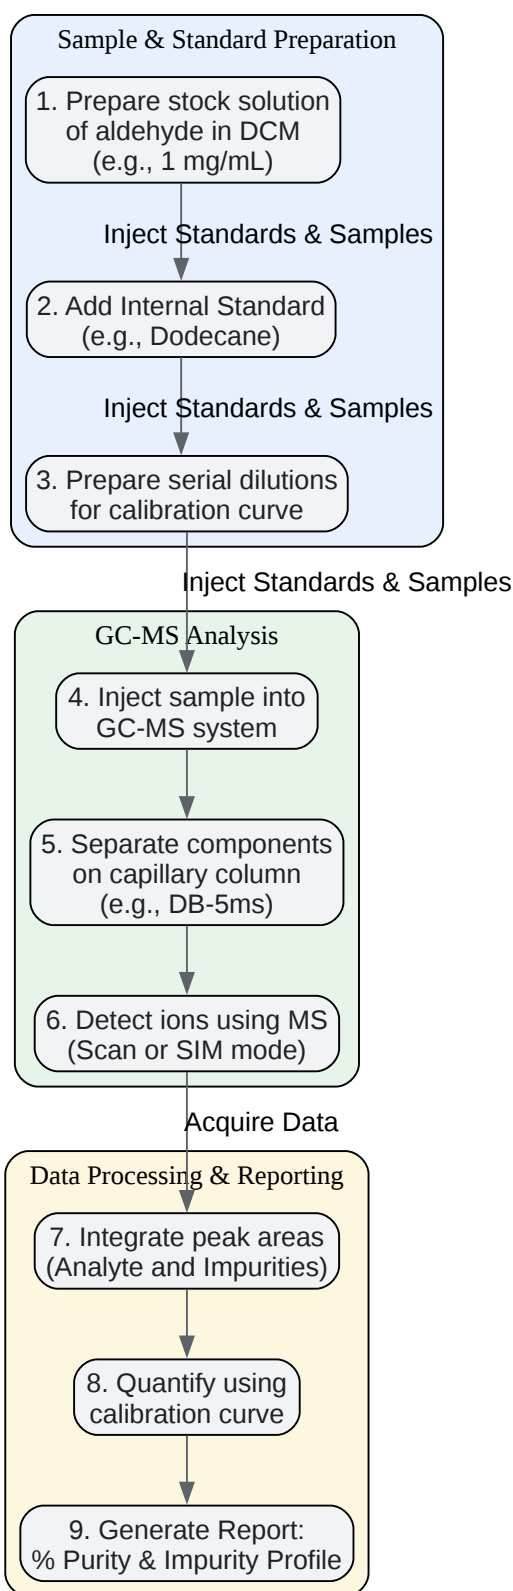 Sample & Standard Preparation
1. Prepare stock solution
of aldehyde in DCM
(e.g., 1 mg/mL)
Inject Standards & Samples
2. Add Internal Standard
(e.g., Dodecane)
Inject Standards & Samples
3. Prepare serial dilutions
for calibration curve
Inject Standards & Samples
GC-MS Analysis
4. Inject sample into
GC-MS system
5. Separate components
on capillary column
(e.g., DB-5ms)
6. Detect ions using MS
(Scan or SIM mode)
Acquire Data
Data Processing & Reporting
7. Integrate peak areas
(Analyte and Impurities)
8. Quantify using
calibration curve
9. Generate Report:
% Purity & Impurity Profile